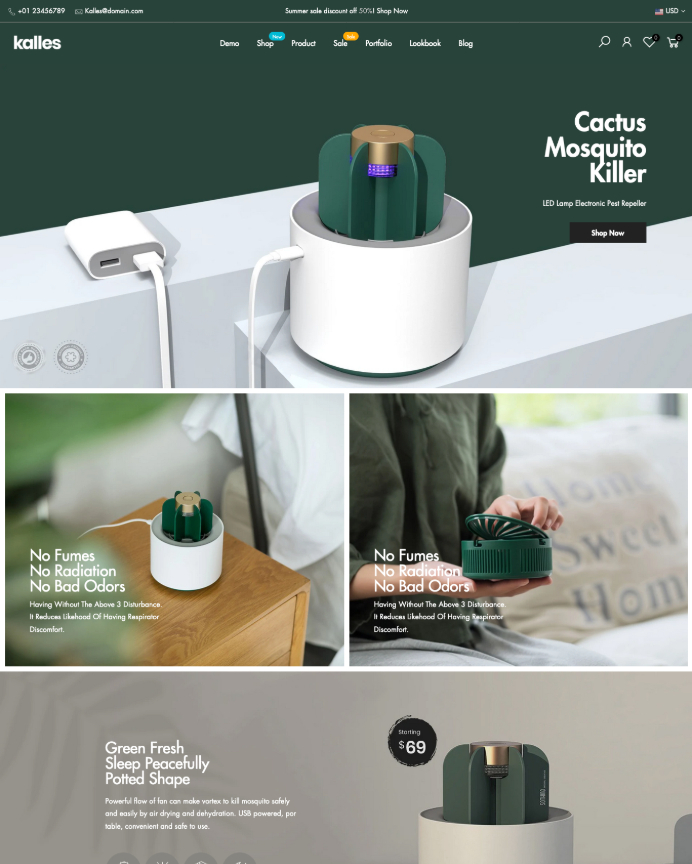 +01 23456789
Kalles@domain.com
Summer sale discount off 50%! Shop Now
USD
kalles
Demo
Shop
New
Product
Sale
Sale
Portfolio
Lookbook
Blog
0
0
Cactus
Mosquito
Killer
LED Lamp Electronic Pest Repeller
Shop Now
No Fumes
No Radiation
No Bad Odors
Having Without The Above 3 Disturbance.
It Reduces Likehood Of Having Respirator
Discomfort.
No Fumes
No Radiation
No Bad Odors
Having Without The Above 3 Disturbance.
It Reduces Likehood Of Having Respirator
Discomfort.
Home
Sweet
Hom
Green Fresh
Sleep Peacefully
Potted Shape
Powerful flow of fan can make vortex to kill mosquito safely
and easily by air drying and dehydration. USB powered, por
table, convenient and safe to use.
Starting
$69